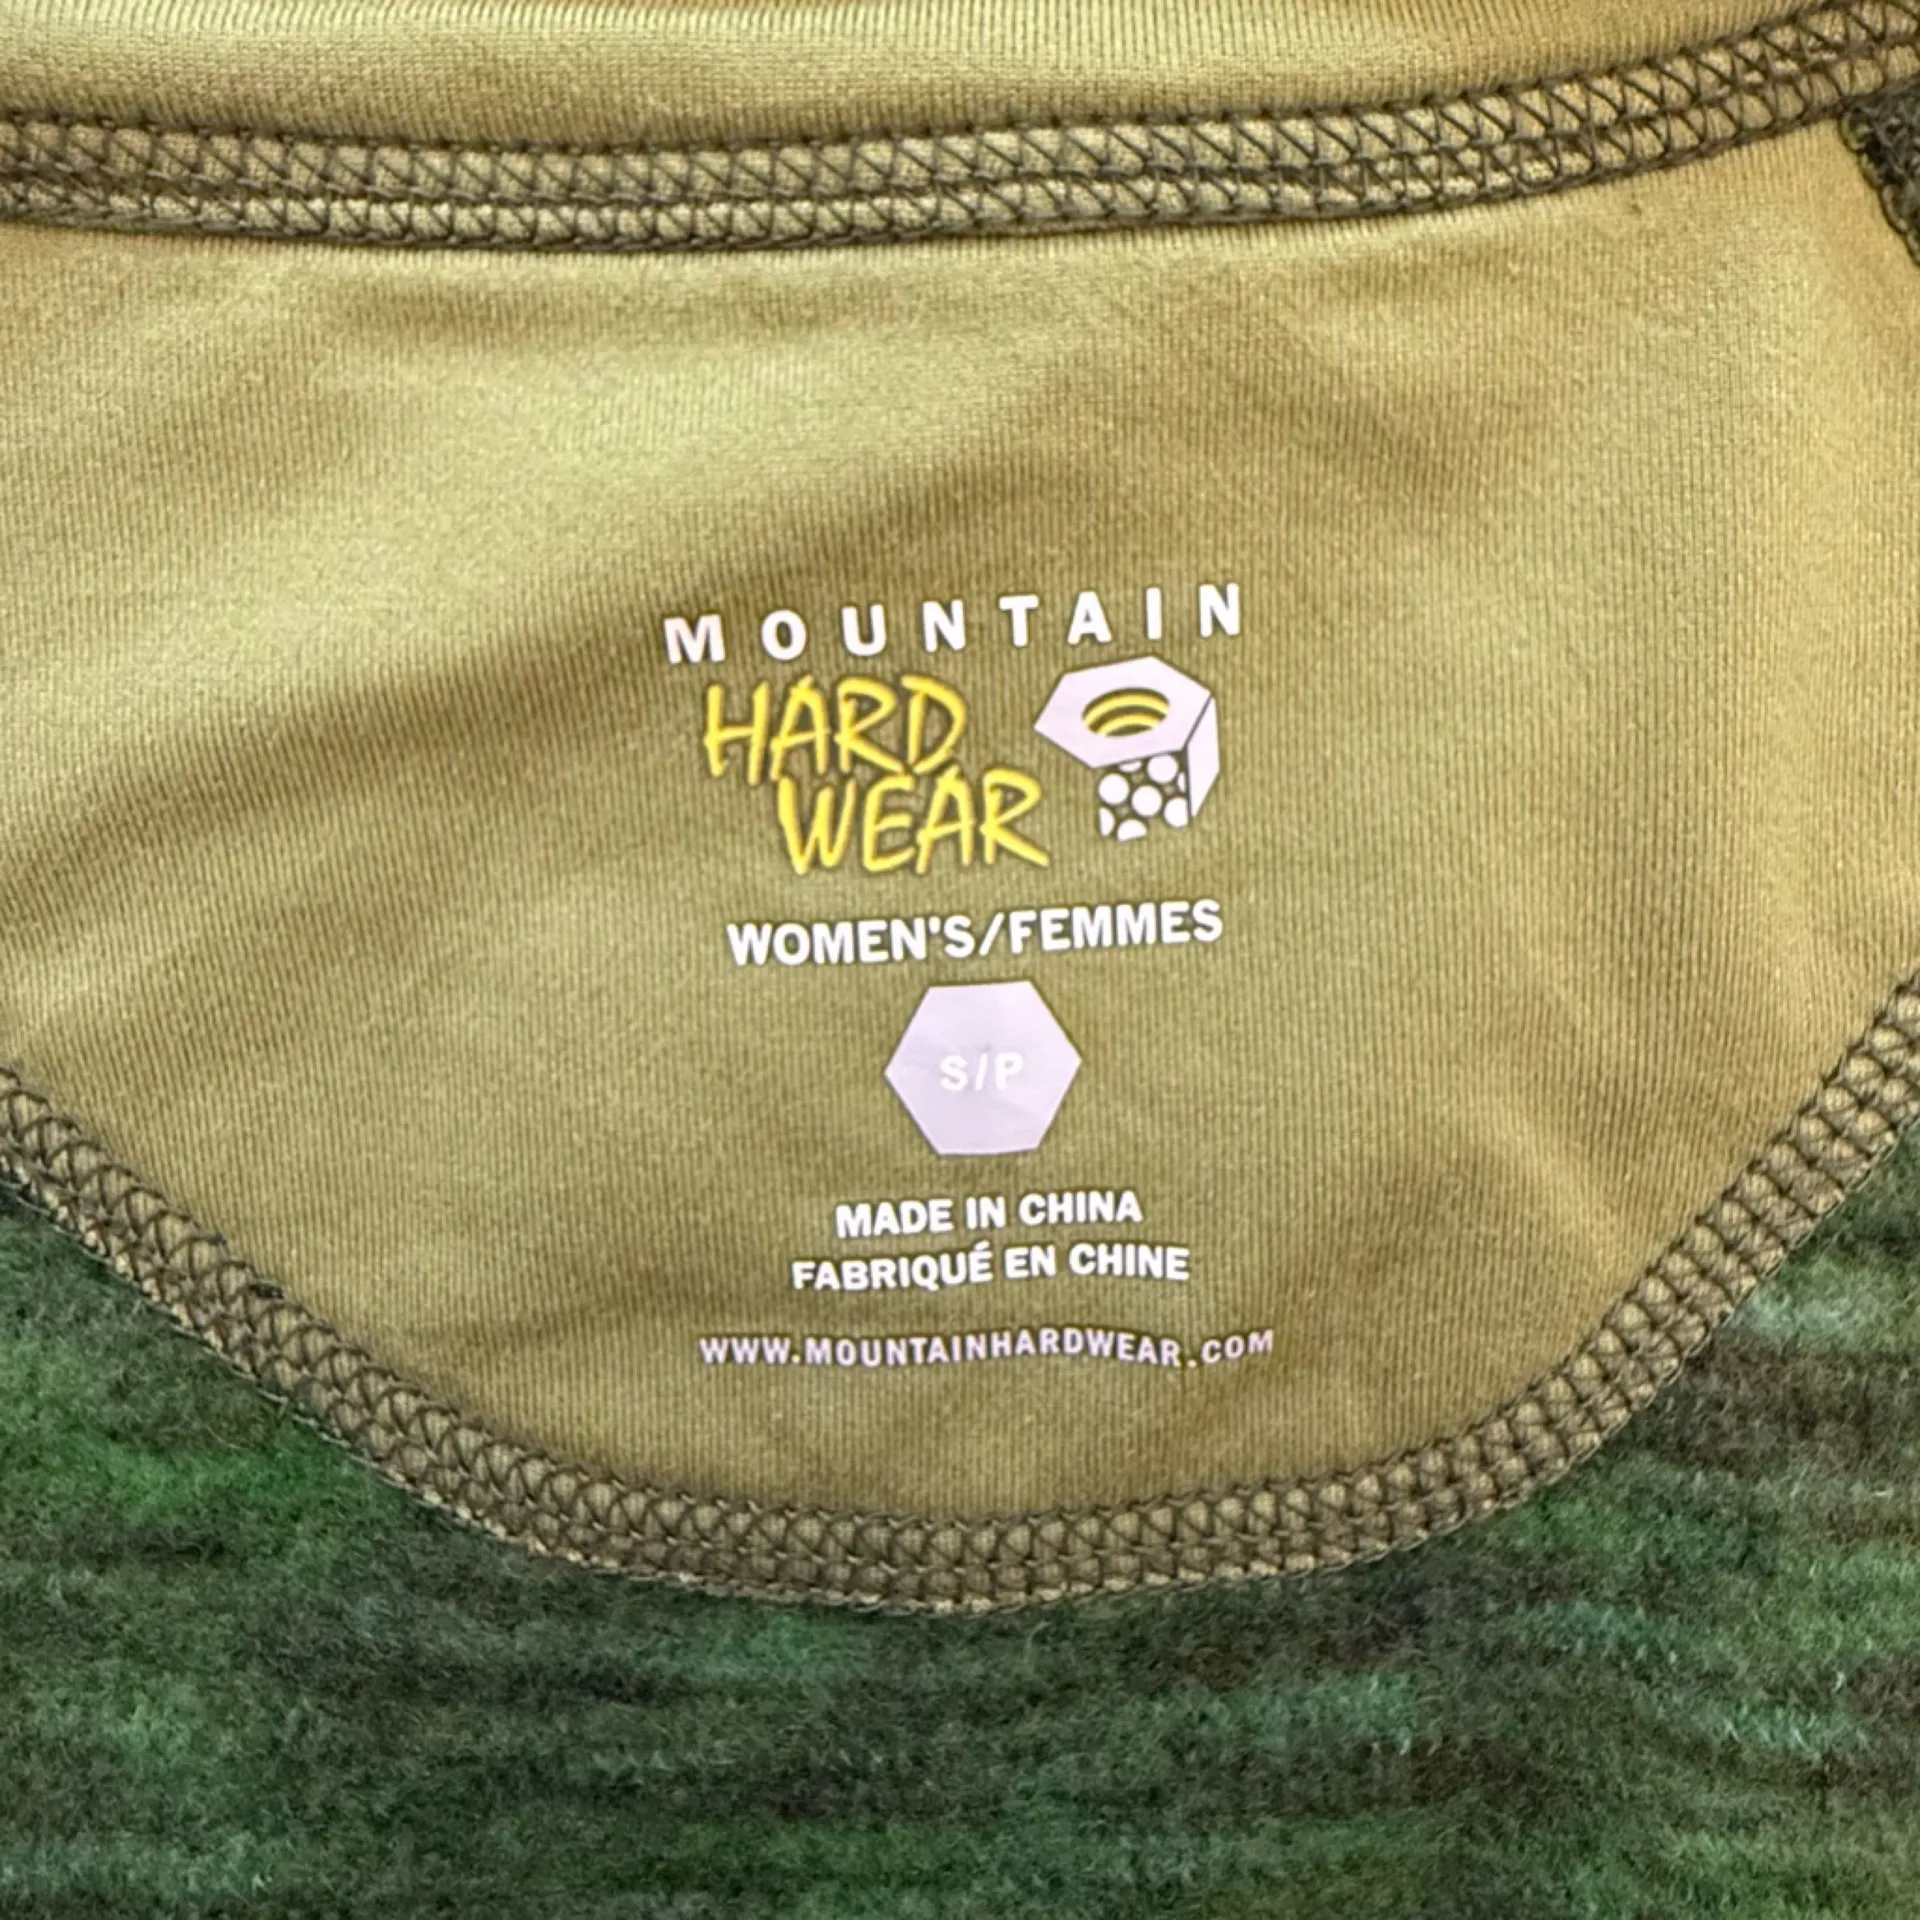 MOUNTAIN
HARD
WEAR
WOMEN'S/FEMMES
S/P
MADE IN CHINA
FABRIQUÉ EN CHINE
WWW.MOUNTAINHARDWEAR.COM